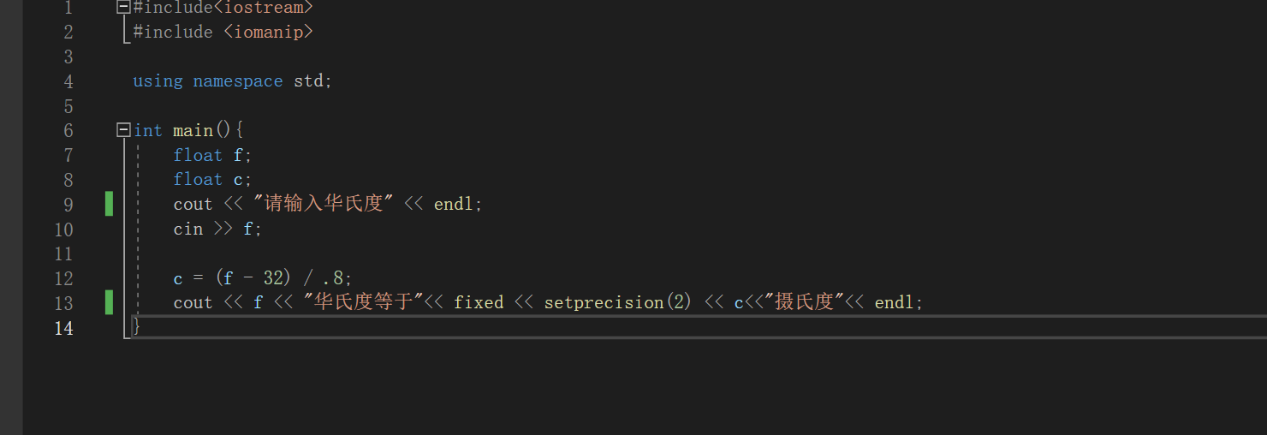 1 #include<iostream>
2 #include <iomanip>
3
4 using namespace std;
5
6 int main(){
7 float f;
8 float c;
9 cout << "请输入华氏度" << endl;
10 cin >> f;
11
12 c = (f - 32) / .8;
13 cout << f << "华氏度等于"<< fixed << setprecision(2) << c<<"摄氏度"<< endl;
14 }